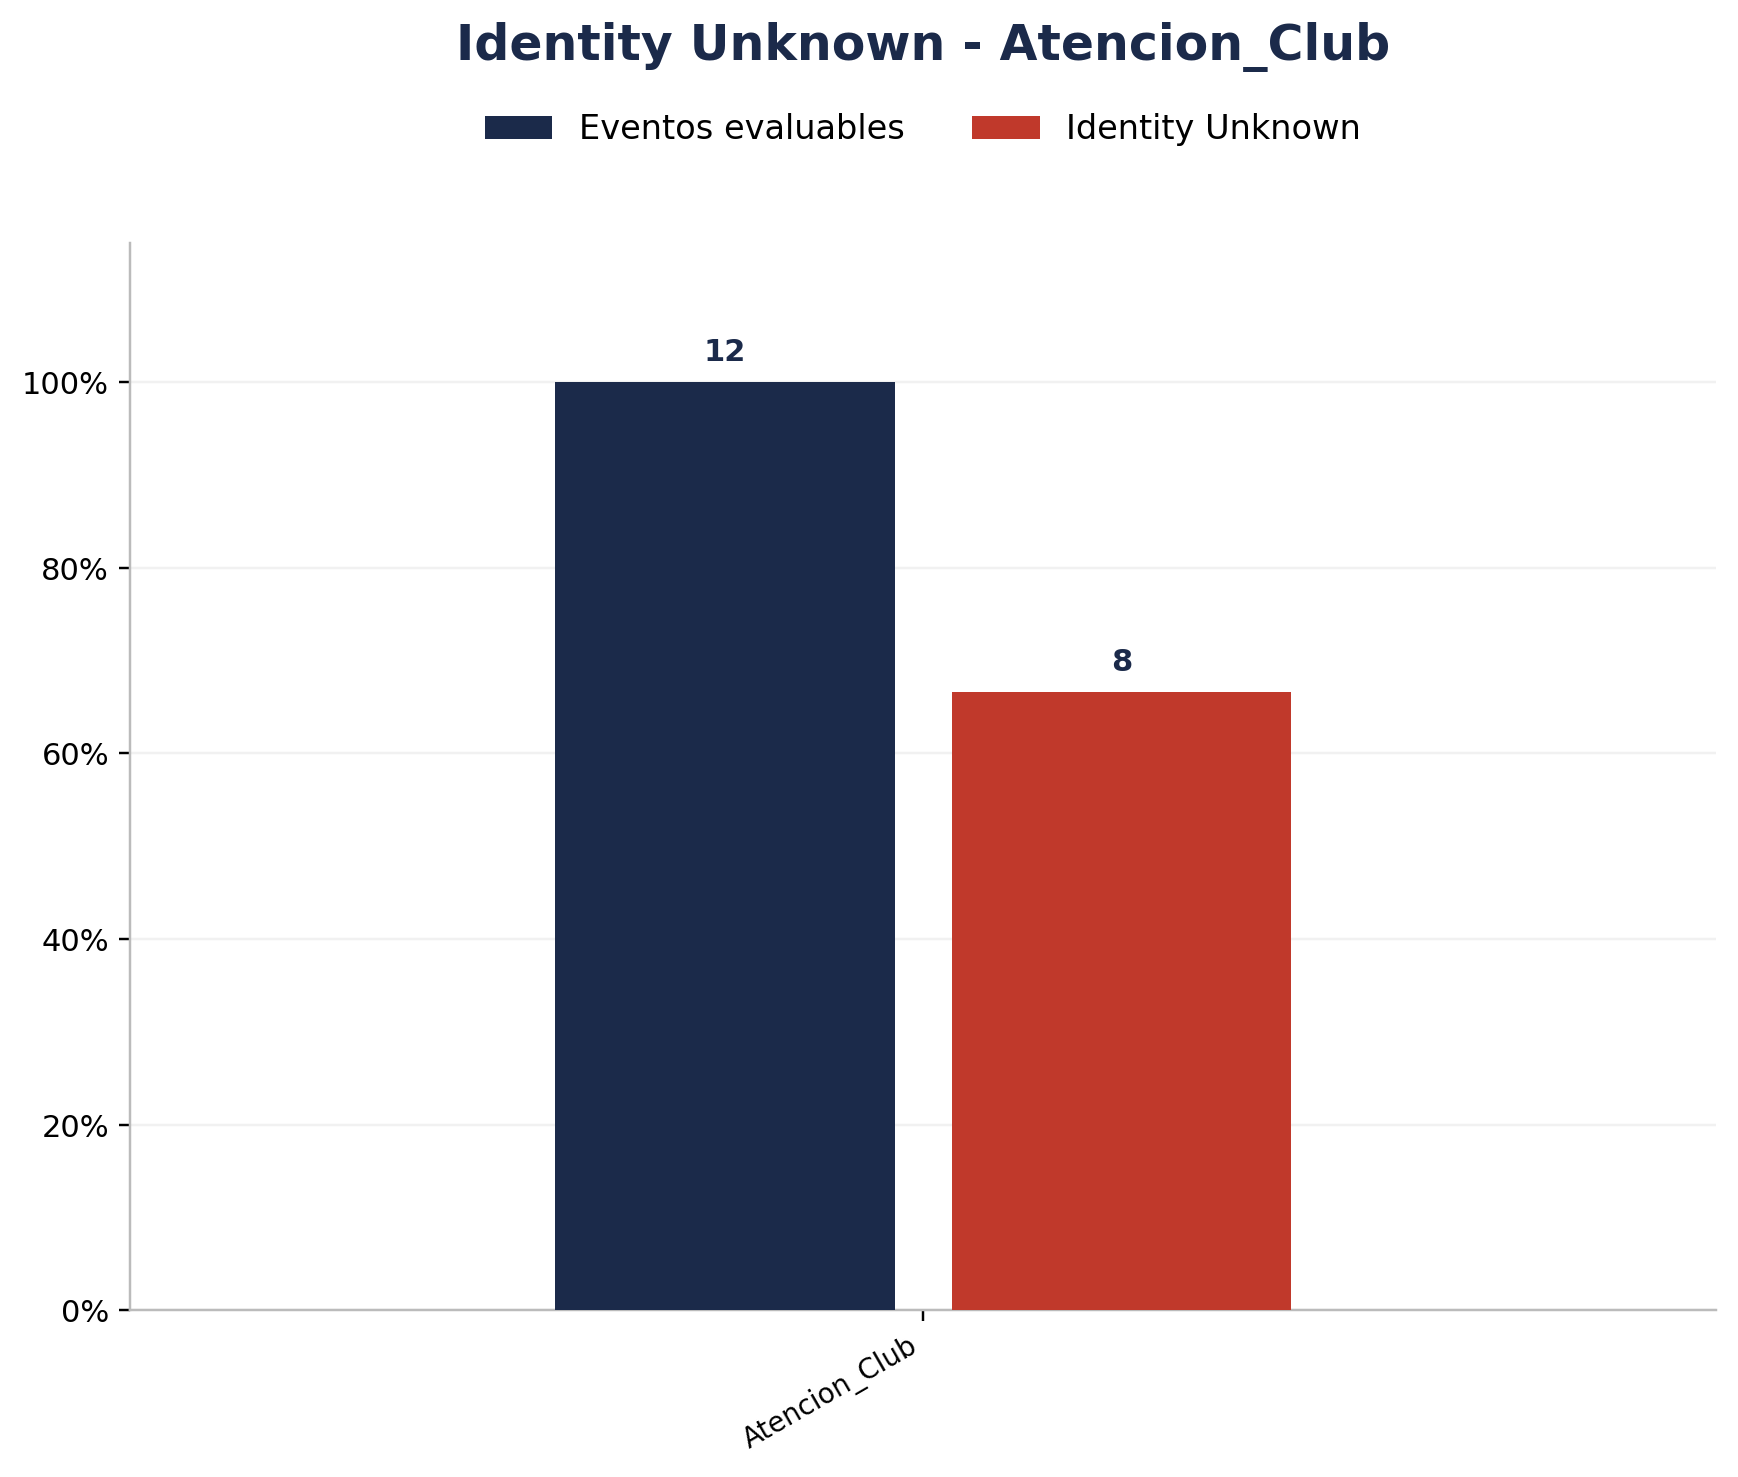 Identity Unknown - Atencion_Club
Eventos evaluables
Identity Unknown
12
8
100%
80%
60%
40%
20%
0%
Atencion_Club